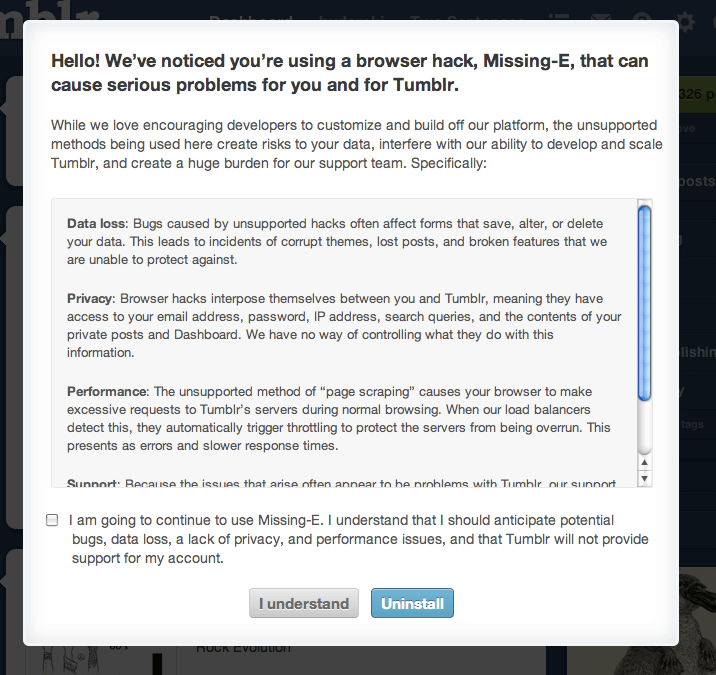 Dashboard
Hello! We’ve noticed you’re using a browser hack, Missing-E, that can
cause serious problems for you and for Tumblr.
326 p
While we love encouraging developers to customize and build off our platform, the unsupported
methods being used here create risks to your data, interfere with our ability to develop and scale
Tumblr, and create a huge burden for our support team. Specifically:
posts
Data loss: Bugs caused by unsupported hacks often affect forms that save, alter, or delete
your data. This leads to incidents of corrupt themes, lost posts, and broken features that we
are unable to protect against.
Privacy: Browser hacks interpose themselves between you and Tumblr, meaning they have
access to your email address, password, IP address, search queries, and the contents of your
private posts and Dashboard. We have no way of controlling what they do with this
information.
Performance: The unsupported method of “page scraping” causes your browser to make
excessive requests to Tumblr’s servers during normal browsing. When our load balancers
detect this, they automatically trigger throttling to protect the servers from being overrun. This
presents as errors and slower response times.
tags
Support: Because the issues that arise often appear to be problems with Tumblr, our support
I am going to continue to use Missing-E. I understand that I should anticipate potential
bugs, data loss, a lack of privacy, and performance issues, and that Tumblr will not provide
support for my account.
I understand
Uninstall
Rock Evolution